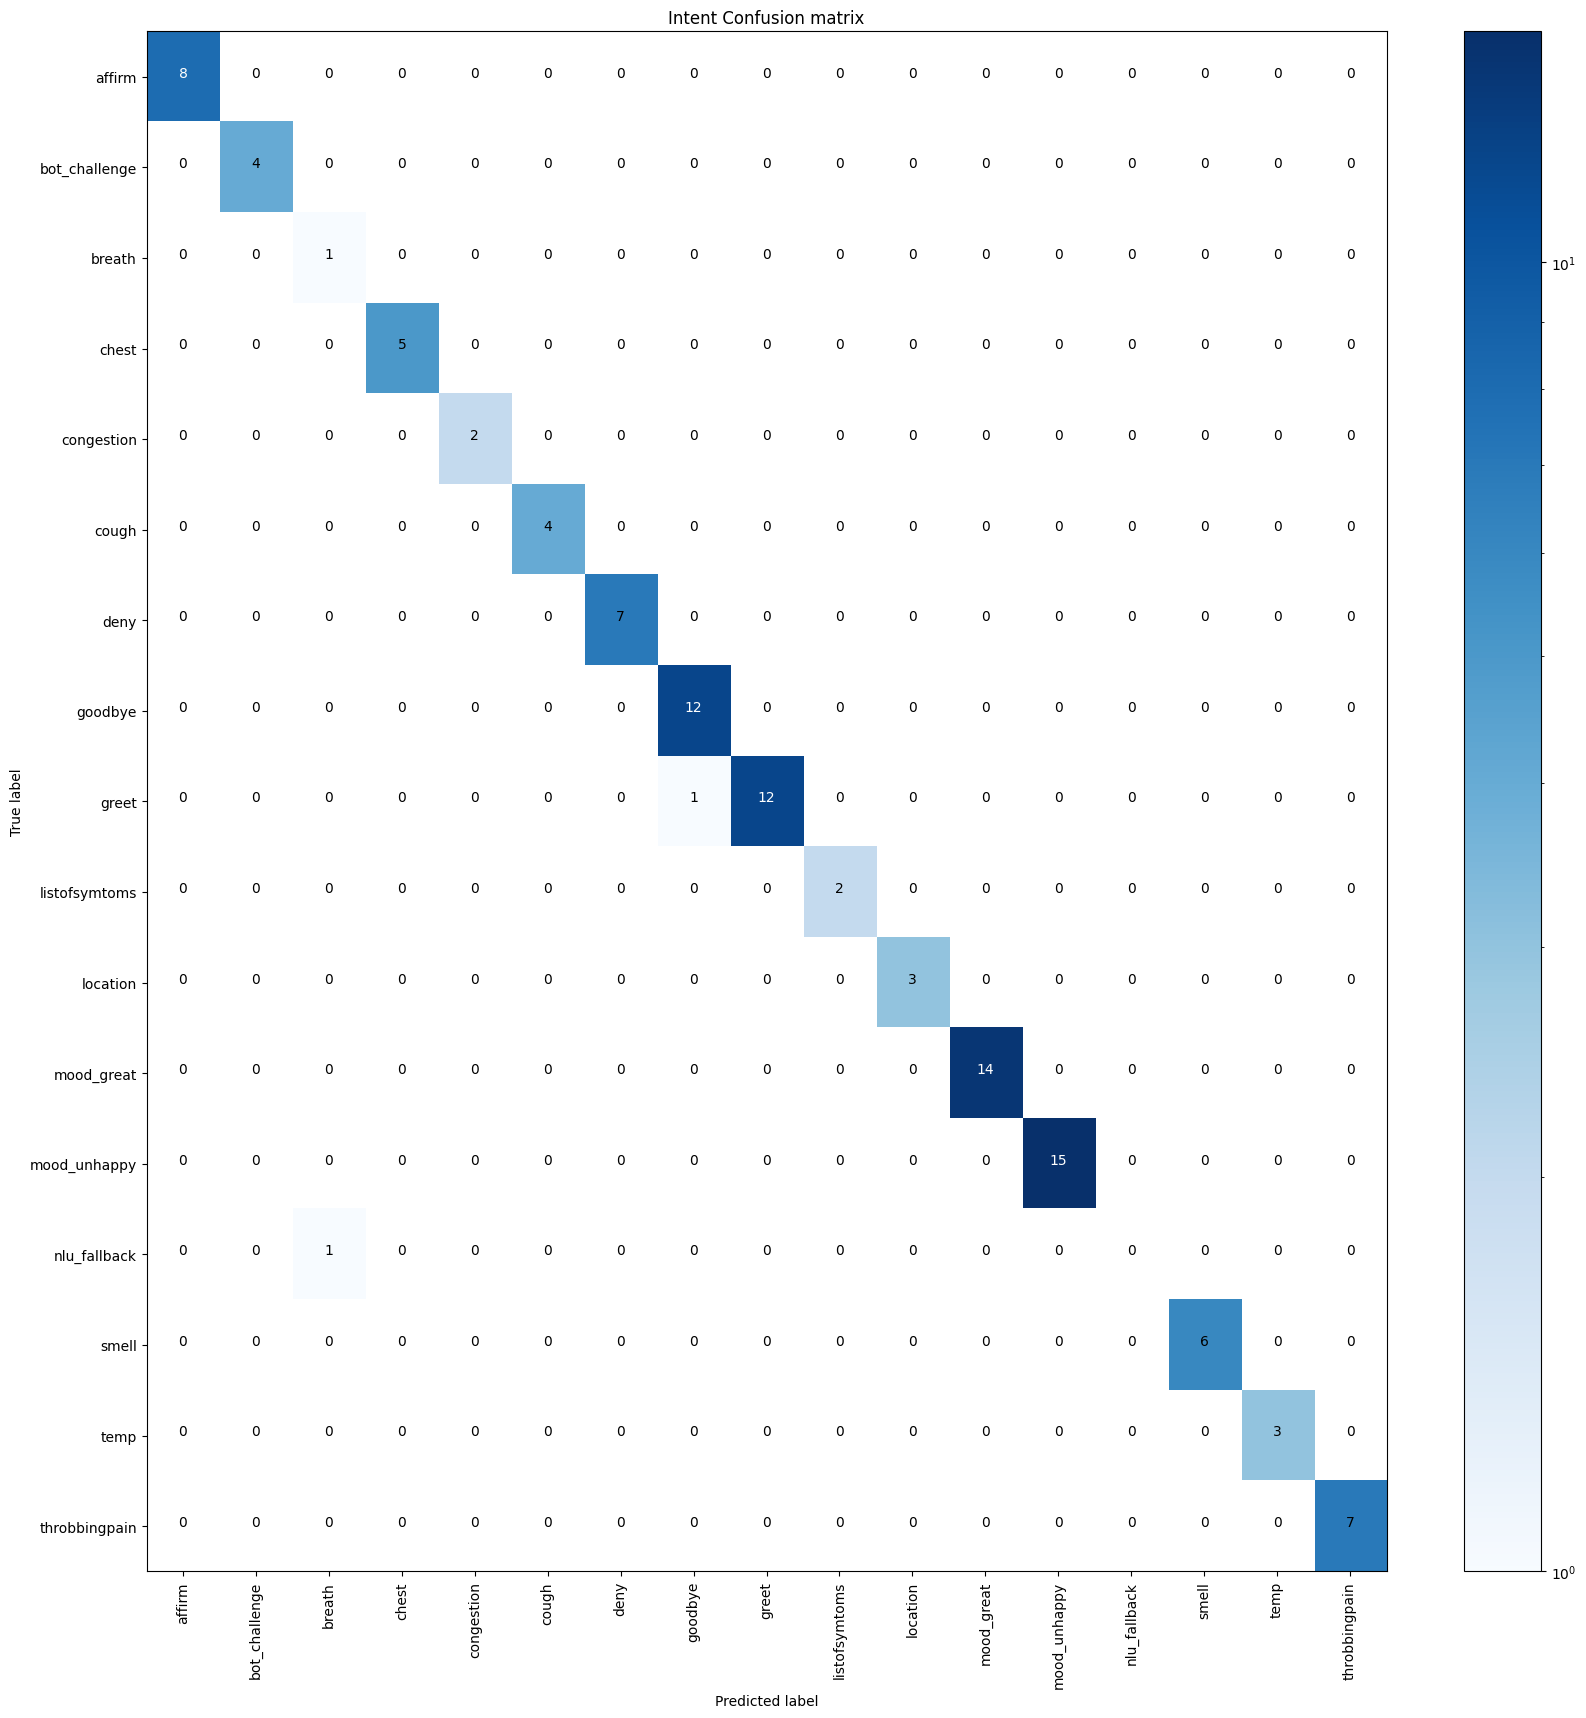 Intent Confusion matrix
affirm 8 0 0 0 0 0 0 0 0 0 0 0 0 0 0 0 0
bot_challenge 0 4 0 0 0 0 0 0 0 0 0 0 0 0 0 0 0
breath 0 0 1 0 0 0 0 0 0 0 0 0 0 0 0 0 0
10¹
chest 0 0 0 5 0 0 0 0 0 0 0 0 0 0 0 0 0
congestion 0 0 0 0 2 0 0 0 0 0 0 0 0 0 0 0 0
cough 0 0 0 0 0 4 0 0 0 0 0 0 0 0 0 0 0
deny 0 0 0 0 0 0 7 0 0 0 0 0 0 0 0 0 0
goodbye 0 0 0 0 0 0 0 12 0 0 0 0 0 0 0 0 0
True label
greet 0 0 0 0 0 0 0 1 12 0 0 0 0 0 0 0 0
listofsymtoms 0 0 0 0 0 0 0 0 0 2 0 0 0 0 0 0 0
location 0 0 0 0 0 0 0 0 0 0 3 0 0 0 0 0 0
mood_great 0 0 0 0 0 0 0 0 0 0 0 14 0 0 0 0 0
mood_unhappy 0 0 0 0 0 0 0 0 0 0 0 0 15 0 0 0 0
nlu_fallback 0 0 1 0 0 0 0 0 0 0 0 0 0 0 0 0 0
smell 0 0 0 0 0 0 0 0 0 0 0 0 0 0 6 0 0
temp 0 0 0 0 0 0 0 0 0 0 0 0 0 0 0 3 0
throbbingpain 0 0 0 0 0 0 0 0 0 0 0 0 0 0 0 0 7
10⁰
affirm
bot_challenge
breath
chest
congestion
cough
deny
goodbye
greet
listofsymtoms
location
mood_great
mood_unhappy
nlu_fallback
smell
temp
throbbingpain
Predicted label